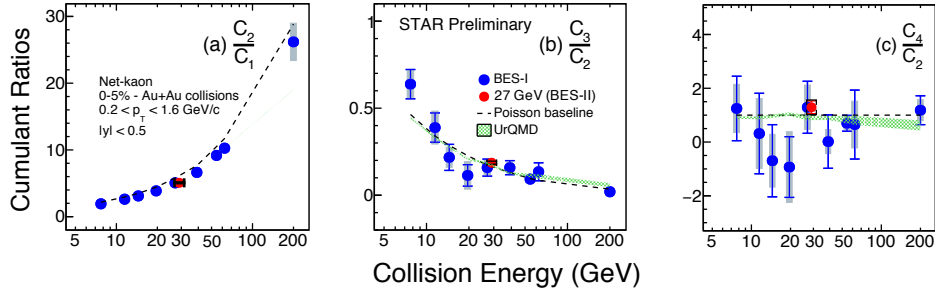 Cumulant Ratios
30
20
10
0
(a) C2/C1
Net-kaon
0-5% - Au+Au collisions
0.2 < pT < 1.6 GeV/c
|y| < 0.5
5 10 20 30 100 200
1
0.5
0
STAR Preliminary
(b) C3/C2
BES-I
27 GeV (BES-II)
Poisson baseline
UrQMD
5 10 20 30 100 200
4
2
0
−2
(c) C4/C2
5 10 20 30 100 200
Collision Energy (GeV)